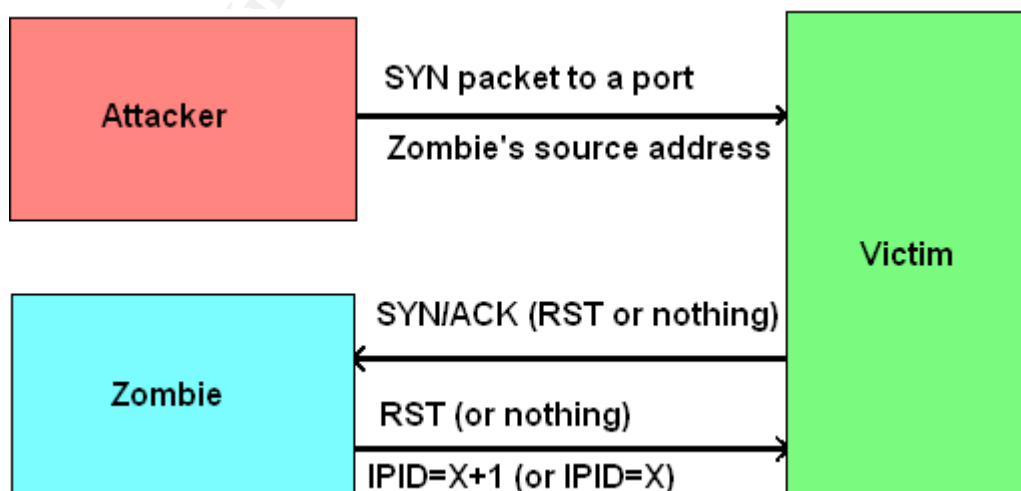 Attacker
SYN packet to a port
Zombie's source address
Victim
SYN/ACK (RST or nothing)
Zombie
RST (or nothing)
IPID=X+1 (or IPID=X)